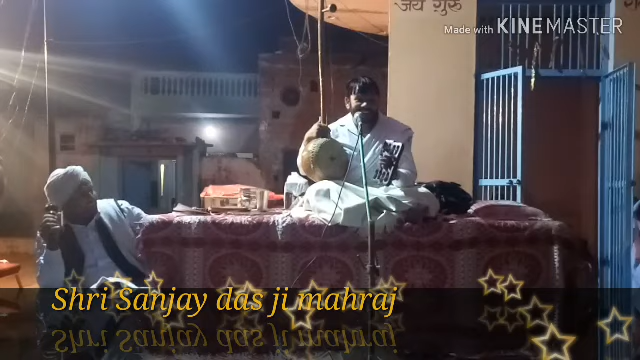 जय गुरु
Made with KINEMASTER
Shri Sanjay das ji mahraj